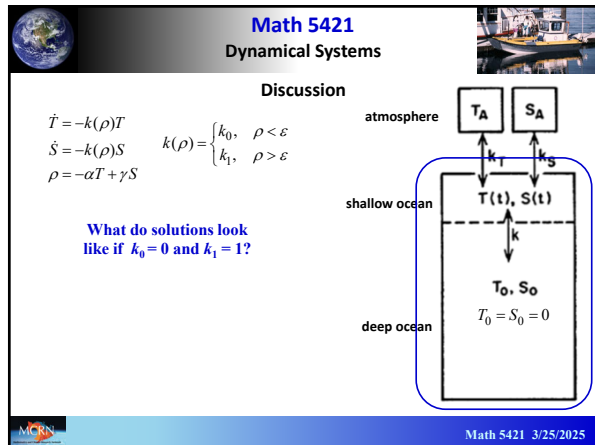 Math 5421
Dynamical Systems
Discussion
Ṫ = −k(ρ)T
Ṡ = −k(ρ)S
ρ = −αT + γS
k(ρ) = { k₀, ρ < ε
k₁, ρ > ε
What do solutions look
like if k₀ = 0 and k₁ = 1?
atmosphere
T_A S_A
k_T k_S
shallow ocean
T(t), S(t)
k
T₀, S₀
T₀ = S₀ = 0
deep ocean
MCRN
Math 5421 3/25/2025